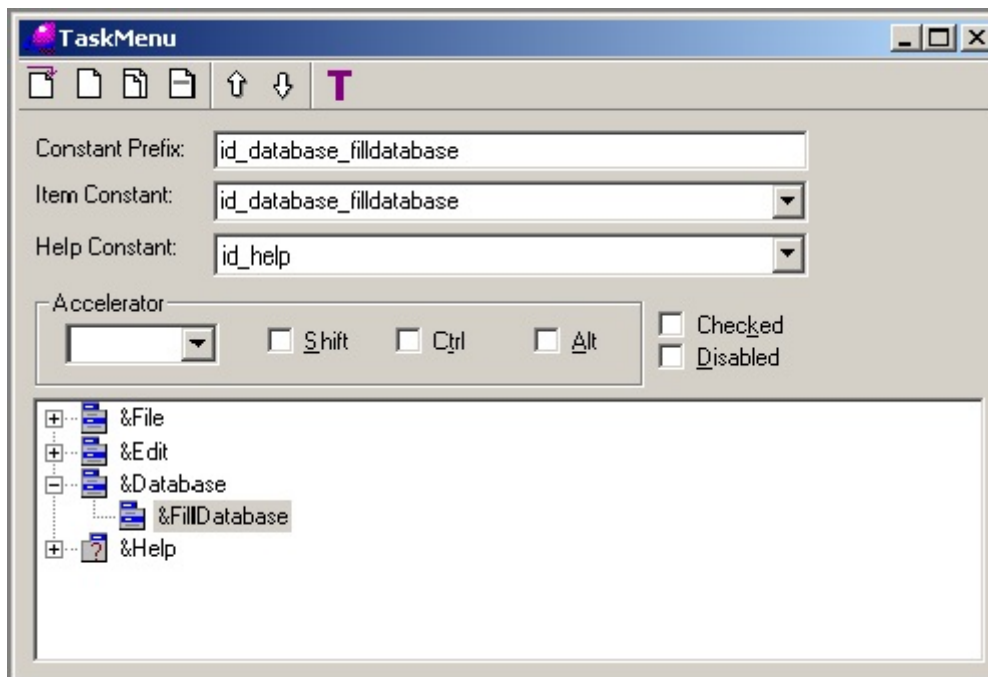 TaskMenu
T
Constant Prefix: id_database_filldatabase
Item Constant: id_database_filldatabase
Help Constant: id_help
Accelerator
Shift Ctrl Alt Checked
Disabled
&File
&Edit
&Database
&FillDatabase
&Help